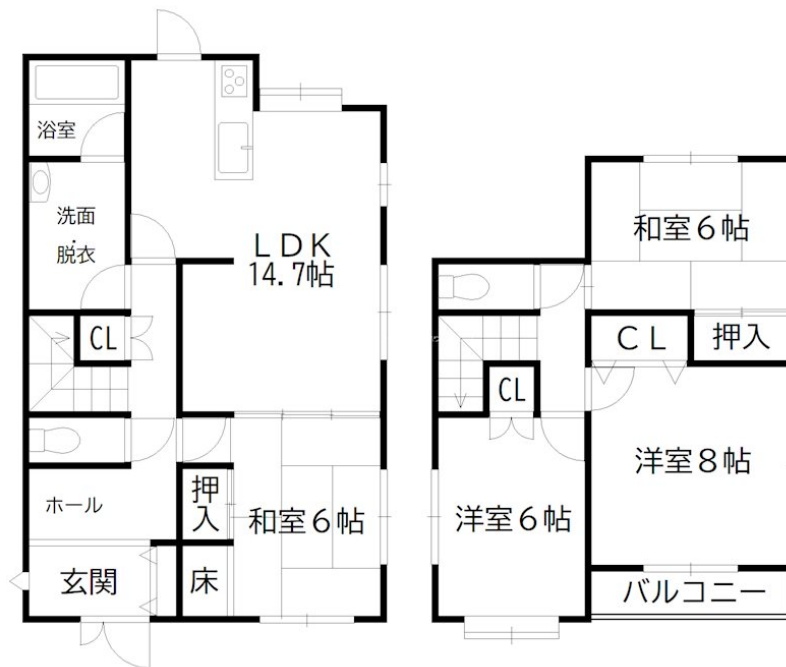 浴室
洗面
・
脱衣
LDK
14.7帖
CL
ホール
押
入
和室6帖
玄関
床
和室6帖
CL
押入
CL
洋室8帖
洋室6帖
バルコニー